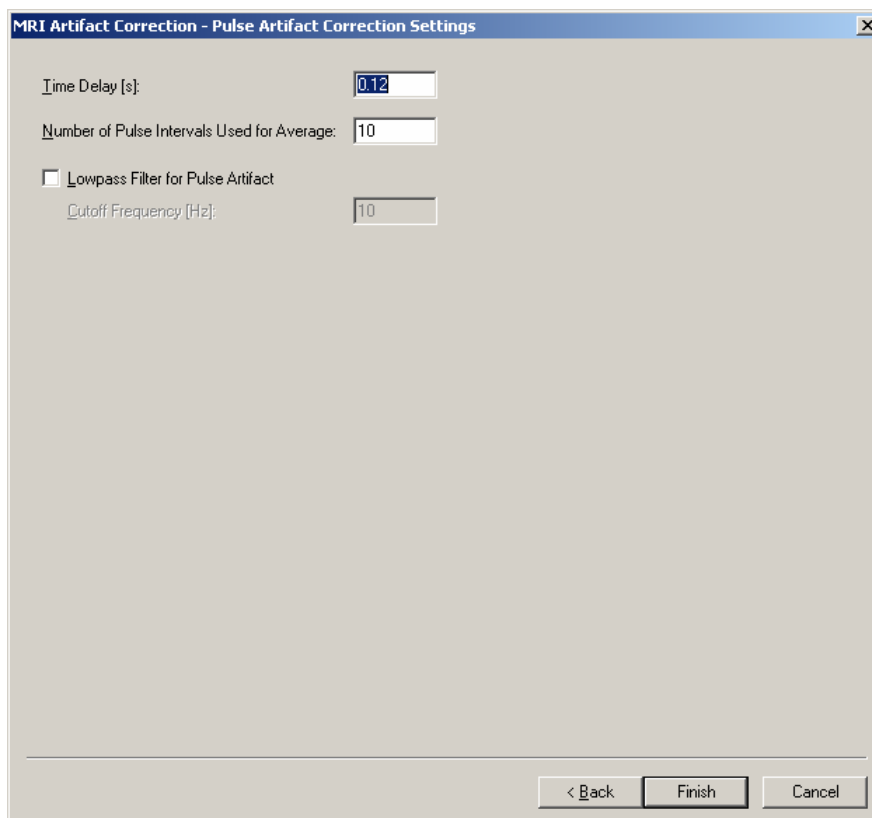 MRI Artifact Correction - Pulse Artifact Correction Settings
Time Delay [s]: 0.12
Number of Pulse Intervals Used for Average: 10
Lowpass Filter for Pulse Artifact
Cutoff Frequency [Hz]: 10
< Back Finish Cancel